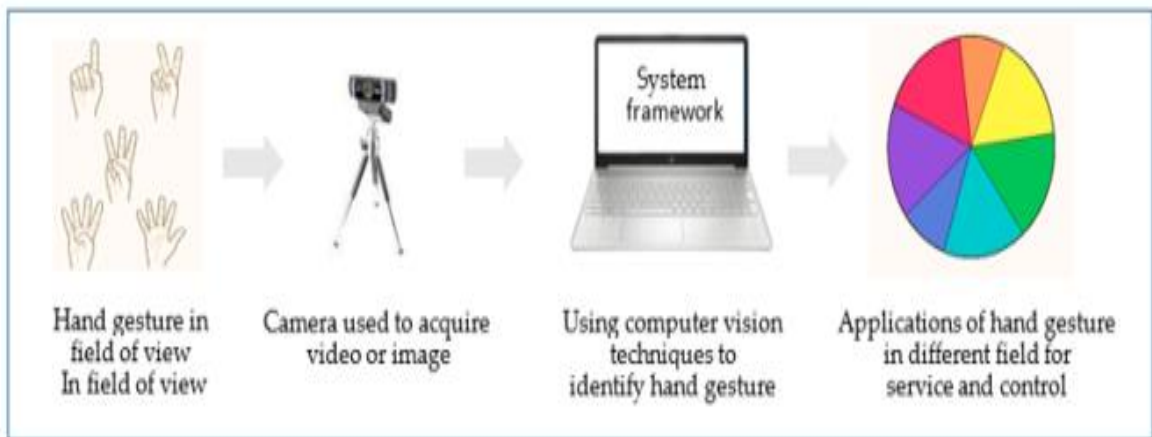 System
framework
Hand gesture in
field of view
In field of view
Camera used to acquire
video or image
Using computer vision
techniques to
identify hand gesture
Applications of hand gesture
in different field for
service and control